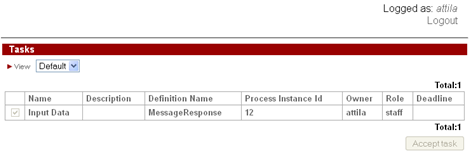 Logged as: attila
Logout
Tasks
View Default
Total:1
Name Description Definition Name Process Instance Id Owner Role Deadline
Input Data MessageResponse 12 attila staff
Total:1
Accept task